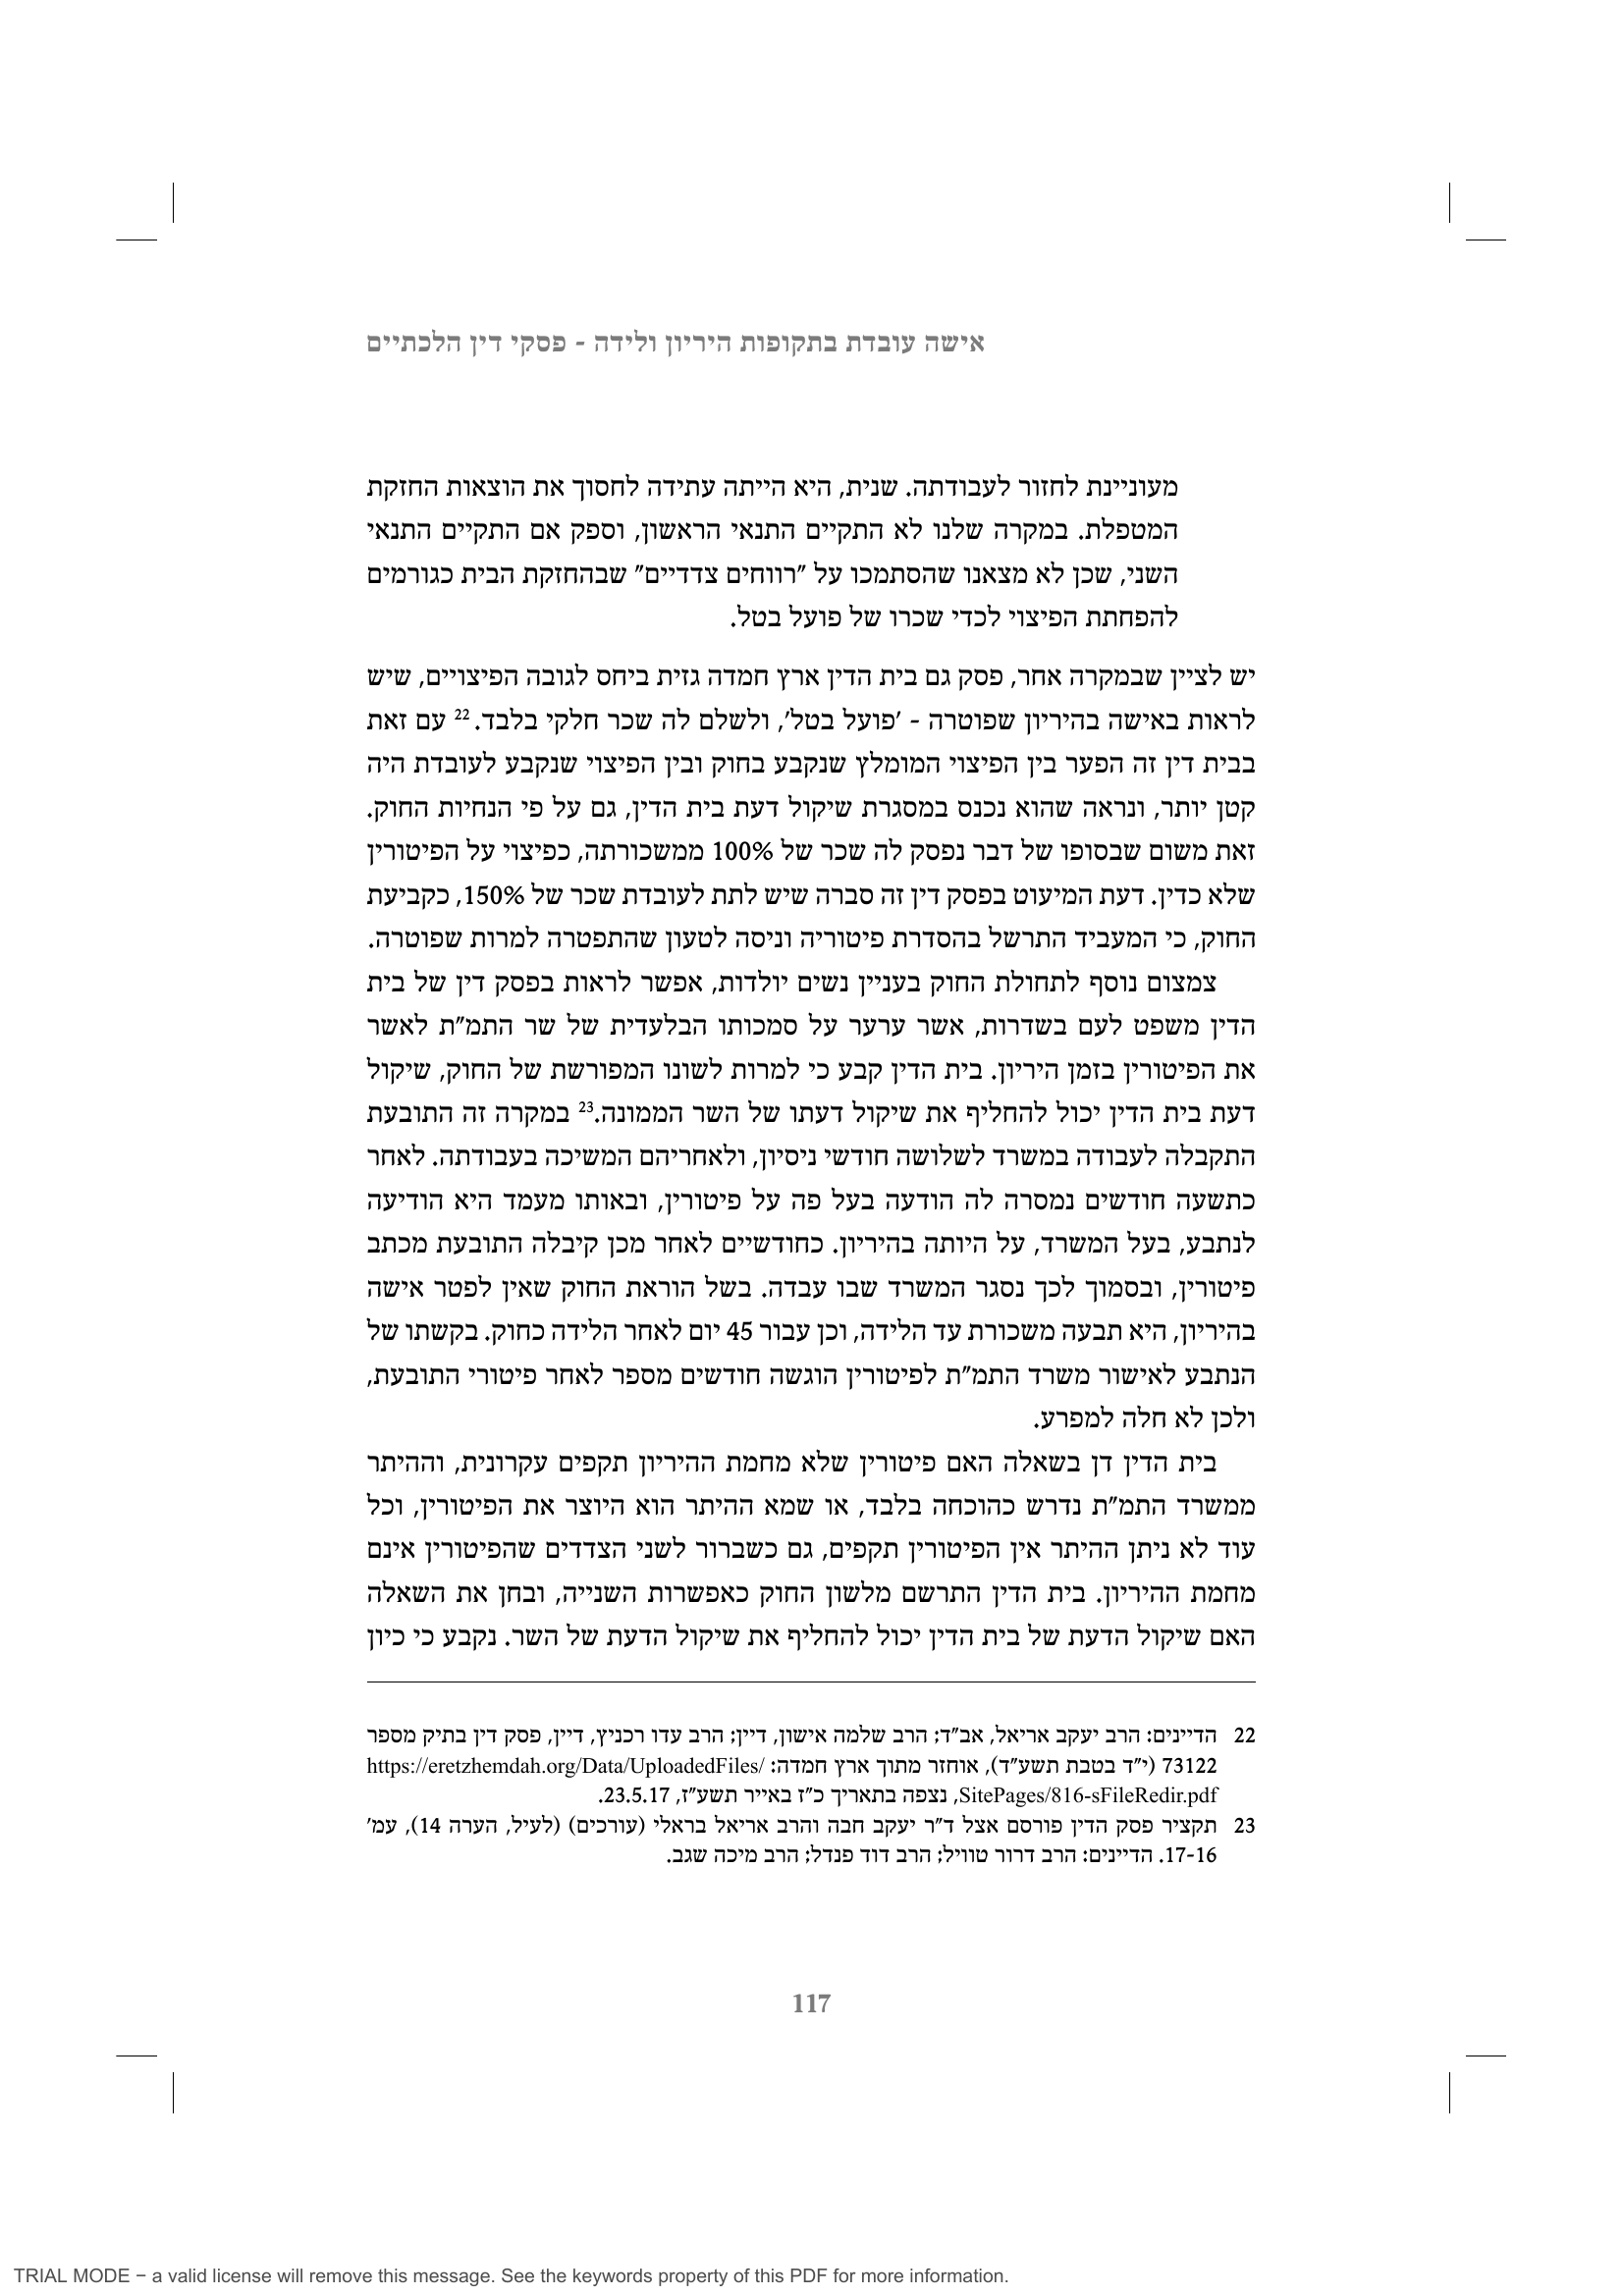 אישה עובדת בתקופות היריון ולידה - פסקי דין הלכתיים
מעוניינת לחזור לעבודתה. שנית, היא הייתה עתידה לחסוך את הוצאות החזקת
המטפלת. במקרה שלנו לא התקיים התנאי הראשון, וספק אם התקיים התנאי
השני, שכן לא מצאנו שהסתמכו על "רווחים צדדיים" שבהחזקת הבית כגורמים
להפחתת הפיצוי לכדי שכרו של פועל בטל.
יש לציין שבמקרה אחר, פסק גם בית הדין ארץ חמדה גזית ביחס לגובה הפיצויים, שיש
לראות באישה בהיריון שפוטרה - 'פועל בטל', ולשלם לה שכר חלקי בלבד.22 עם זאת
בבית דין זה הפער בין הפיצוי המומלץ שנקבע בחוק ובין הפיצוי שנקבע לעובדת היה
קטן יותר, ונראה שהוא נכנס במסגרת שיקול דעת בית הדין, גם על פי הנחיות החוק.
זאת משום שבסופו של דבר נפסק לה שכר של 100% ממשכורתה, כפיצוי על הפיטורין
שלא כדין. דעת המיעוט בפסק דין זה סברה שיש לתת לעובדת שכר של 150%, כקביעת
החוק, כי המעביד התרשל בהסדרת פיטוריה וניסה לטעון שהתפטרה למרות שפוטרה.
צמצום נוסף לתחולת החוק בעניין נשים יולדות, אפשר לראות בפסק דין של בית
הדין משפט לעם בשדרות, אשר ערער על סמכותו הבלעדית של שר התמ"ת לאשר
את הפיטורין בזמן היריון. בית הדין קבע כי למרות לשונו המפורשת של החוק, שיקול
דעת בית הדין יכול להחליף את שיקול דעתו של השר הממונה.23 במקרה זה התובעת
התקבלה לעבודה במשרד לשלושה חודשי ניסיון, ולאחריהם המשיכה בעבודתה. לאחר
כתשעה חודשים נמסרה לה הודעה בעל פה על פיטורין, ובאותו מעמד היא הודיעה
לנתבע, בעל המשרד, על היותה בהיריון. כחודשיים לאחר מכן קיבלה התובעת מכתב
פיטורין, ובסמוך לכך נסגר המשרד שבו עבדה. בשל הוראת החוק שאין לפטר אישה
בהיריון, היא תבעה משכורת עד הלידה, וכן עבור 45 יום לאחר הלידה כחוק. בקשתו של
הנתבע לאישור משרד התמ"ת לפיטורין הוגשה חודשים מספר לאחר פיטורי התובעת,
ולכן לא חלה למפרע.
בית הדין דן בשאלה האם פיטורין שלא מחמת ההיריון תקפים עקרונית, וההיתר
ממשרד התמ"ת נדרש כהוכחה בלבד, או שמא ההיתר הוא היוצר את הפיטורין, וכל
עוד לא ניתן ההיתר אין הפיטורין תקפים, גם כשברור לשני הצדדים שהפיטורין אינם
מחמת ההיריון. בית הדין התרשם מלשון החוק כאפשרות השנייה, ובחן את השאלה
האם שיקול הדעת של בית הדין יכול להחליף את שיקול הדעת של השר. נקבע כי כיון
22 הדיינים: הרב יעקב אריאל, אב"ד; הרב שלמה אישון, דיין; הרב עדו רכניץ, דיין, פסק דין בתיק מספר
73122 (י"ד בטבת תשע"ד), אוחזר מתוך ארץ חמדה: https://eretzhemdah.org/Data/UploadedFiles/
SitePages/816-sFileRedir.pdf, נצפה בתאריך כ"ז באייר תשע"ז, 23.5.17.
23 תקציר פסק הדין פורסם אצל ד"ר יעקב חבה והרב אריאל בראלי (עורכים) (לעיל, הערה 14), עמ'
17-16. הדיינים: הרב דרור טוויל; הרב דוד פנדל; הרב מיכה שגב.
117
TRIAL MODE − a valid license will remove this message. See the keywords property of this PDF for more information.